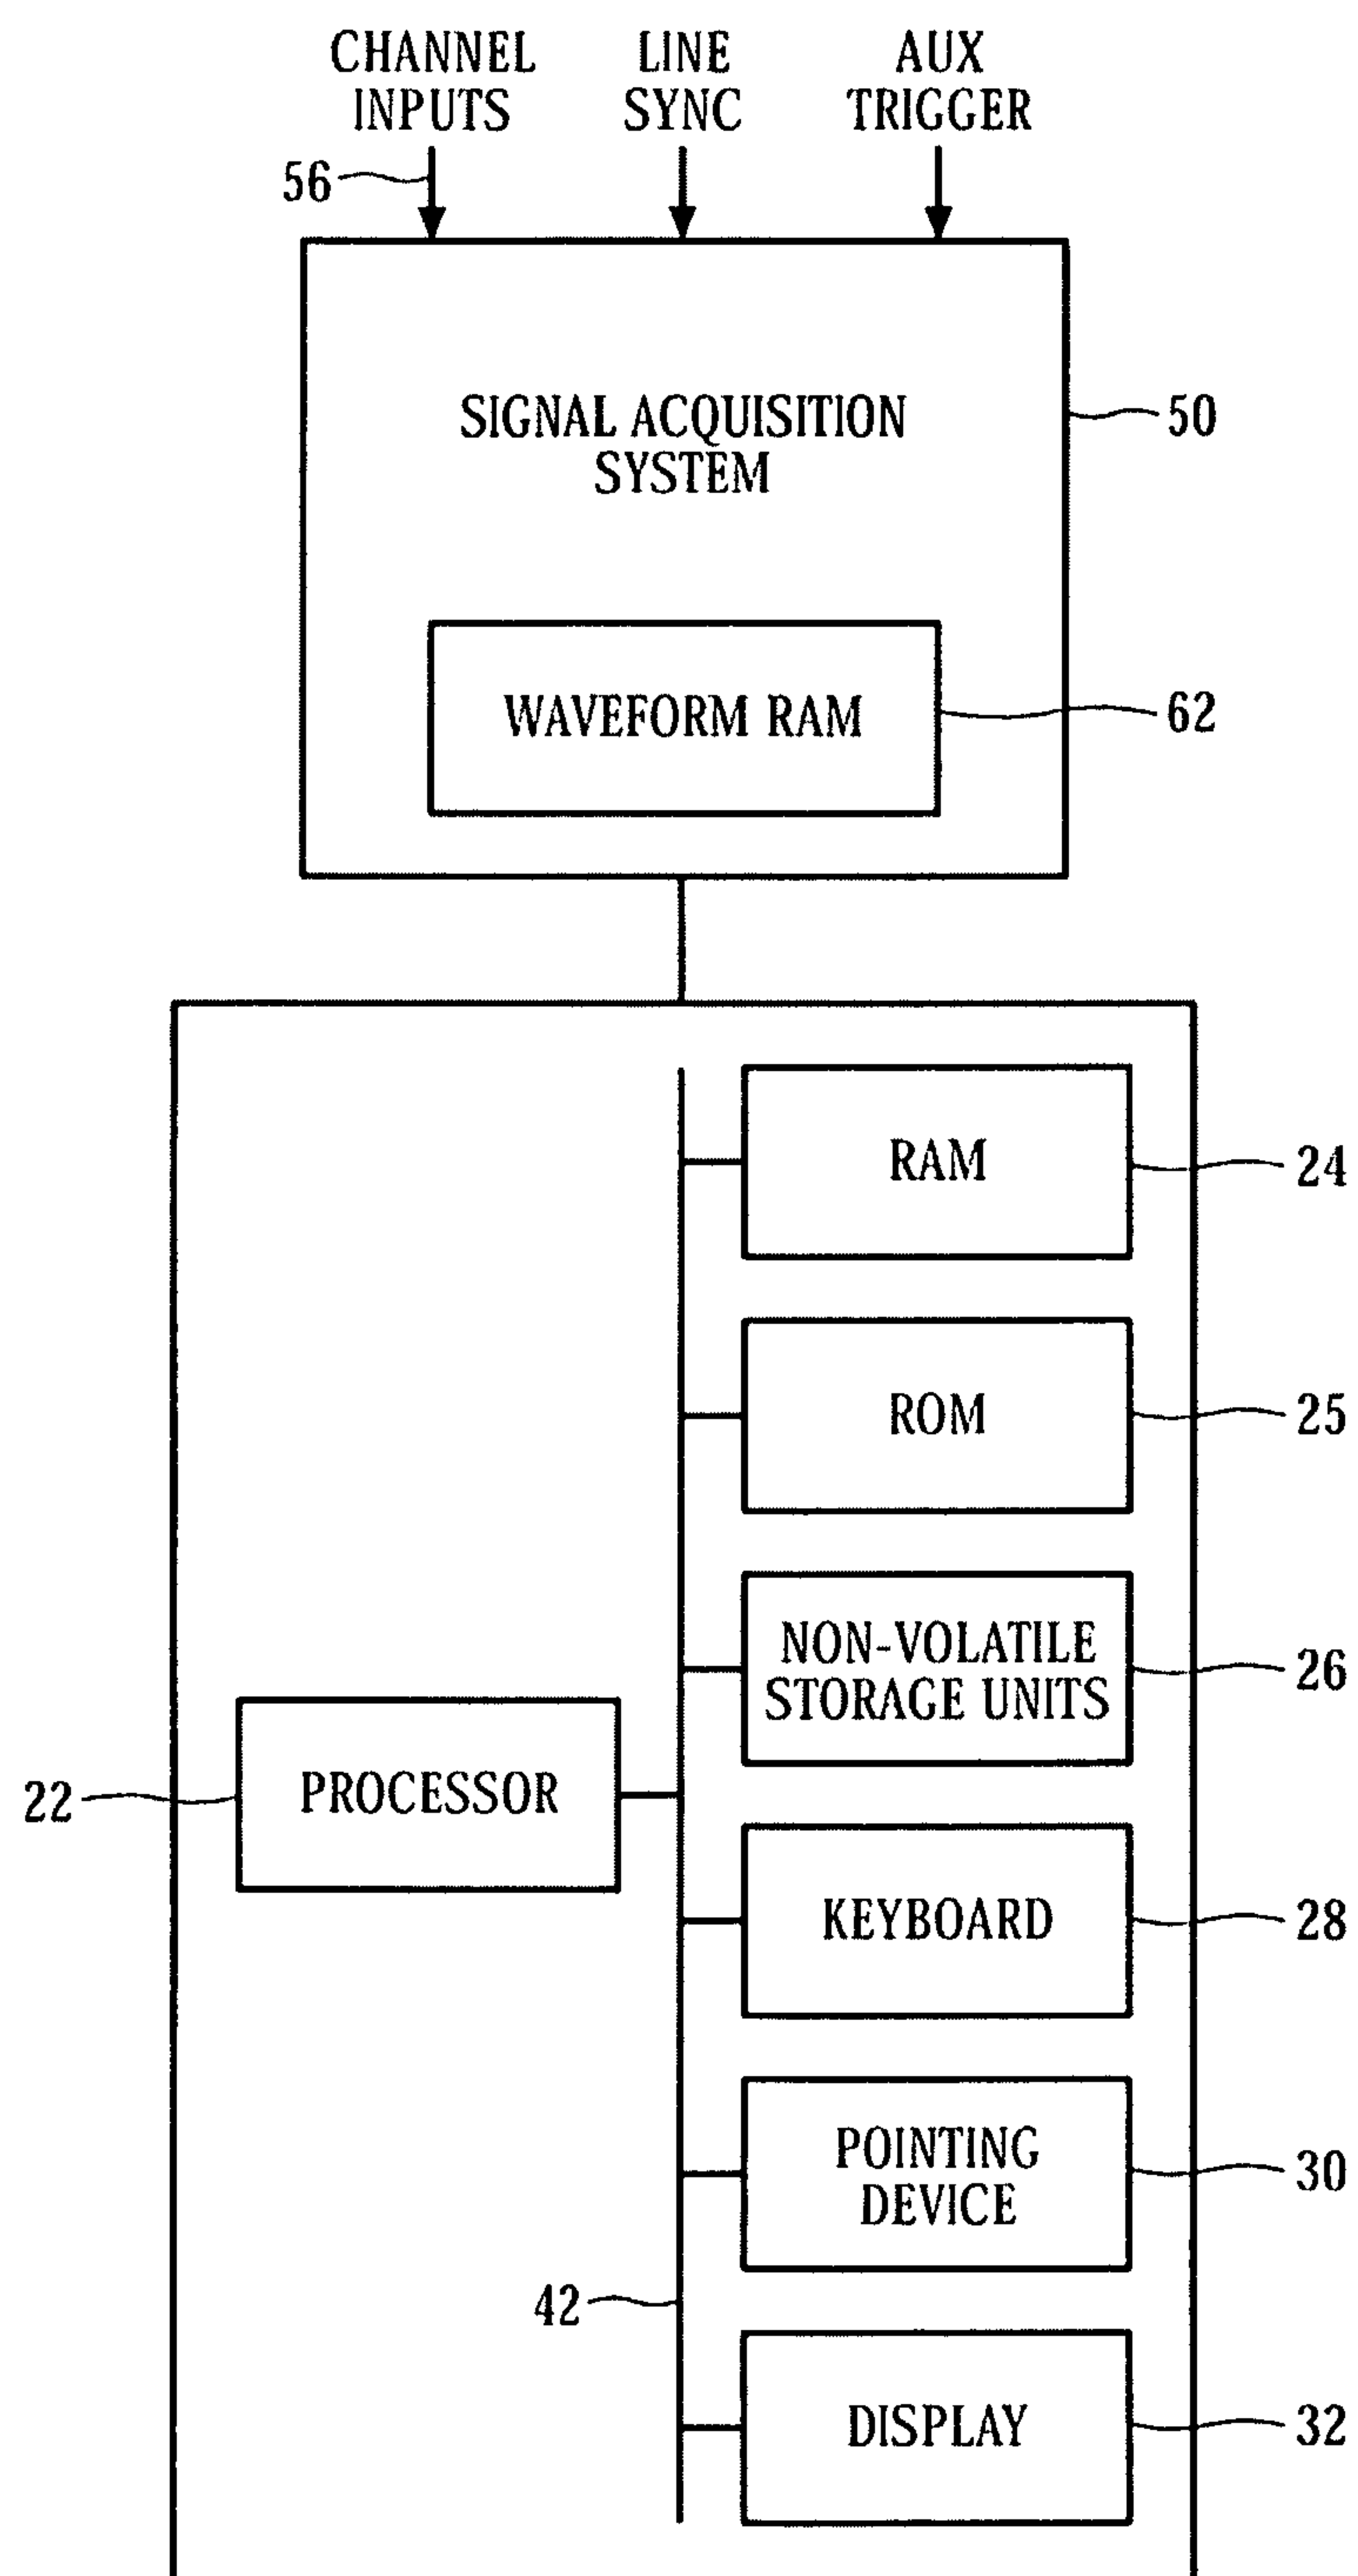 CHANNEL
INPUTS
LINE
SYNC
AUX
TRIGGER
56
SIGNAL ACQUISITION
SYSTEM
50
WAVEFORM RAM
62
RAM
24
ROM
25
NON-VOLATILE
STORAGE UNITS
26
PROCESSOR
22
KEYBOARD
28
POINTING
DEVICE
30
42
DISPLAY
32